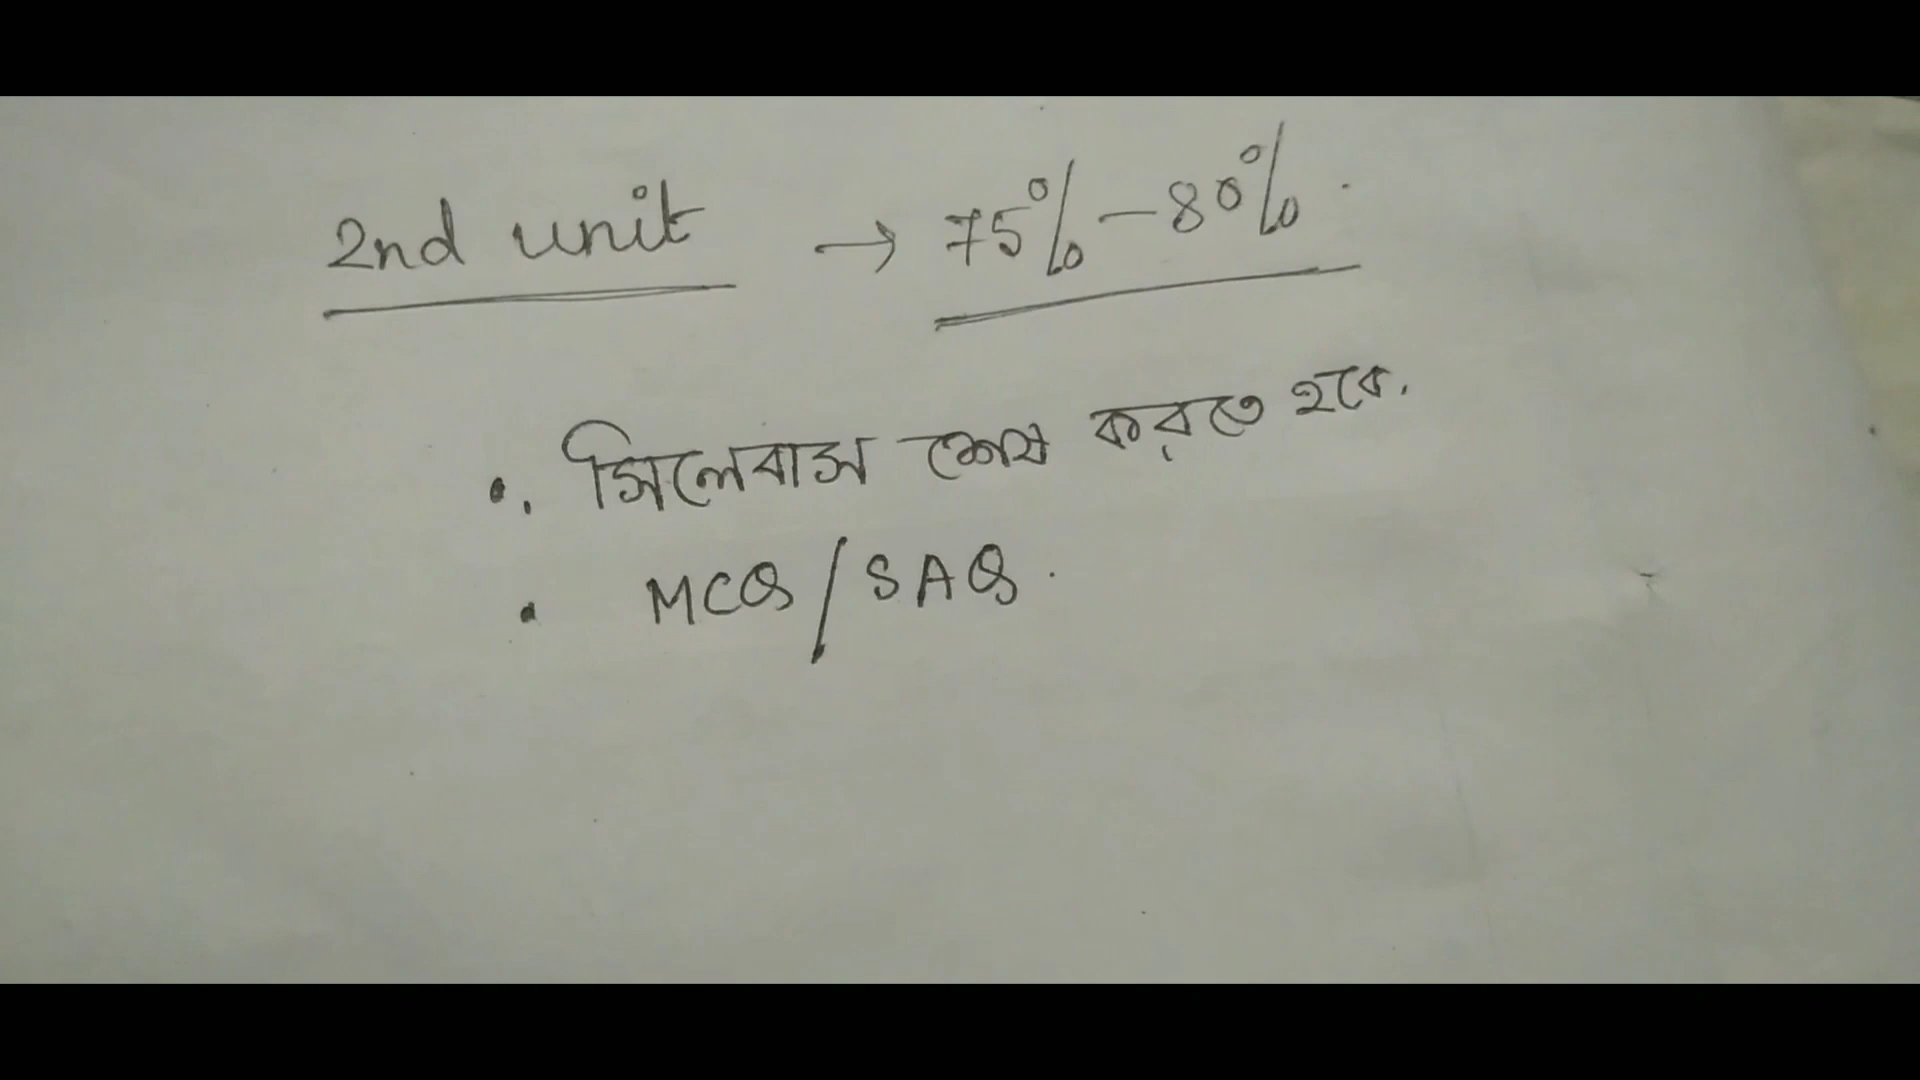 2nd unit → 75% - 80%.
• সিলেবাস শেষ করতে হবে.
• MCQ / SAQ.